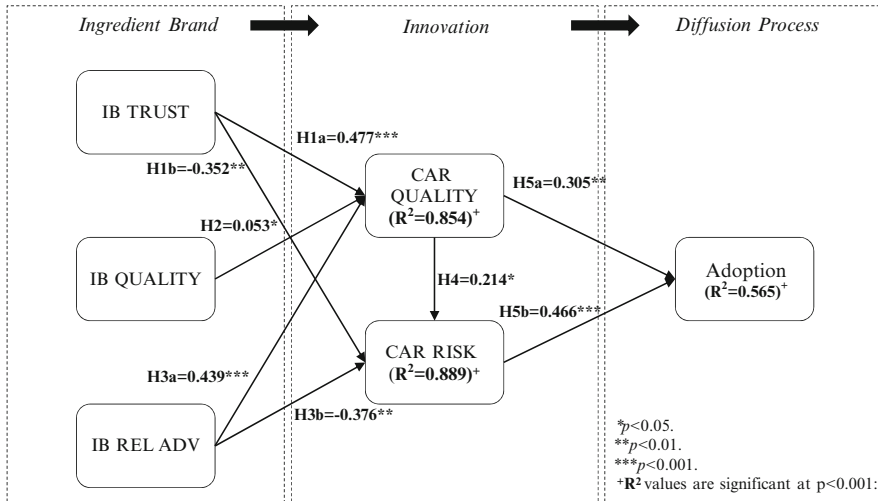 Ingredient Brand
Innovation
Diffusion Process
IB TRUST
H1a=0.477***
H1b=-0.352**
CAR
QUALITY
(R²=0.854)⁺
H5a=0.305**
H2=0.053*
IB QUALITY
H4=0.214*
Adoption
(R²=0.565)⁺
H5b=0.466***
CAR RISK
(R²=0.889)⁺
H3a=0.439***
H3b=-0.376**
IB REL ADV
*p<0.05.
**p<0.01.
***p<0.001.
⁺R² values are significant at p<0.001: